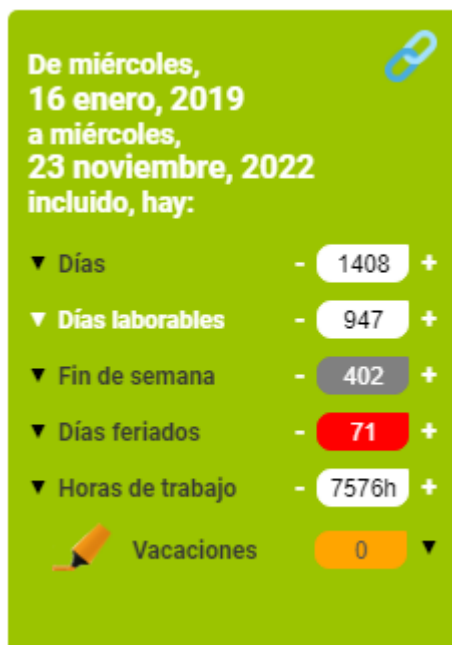 De miércoles,
16 enero, 2019
a miércoles,
23 noviembre, 2022
incluido, hay:
▼ Días - 1408 +
▼ Días laborables - 947 +
▼ Fin de semana - 402 +
▼ Días feriados - 71 +
▼ Horas de trabajo - 7576h +
Vacaciones 0 ▼